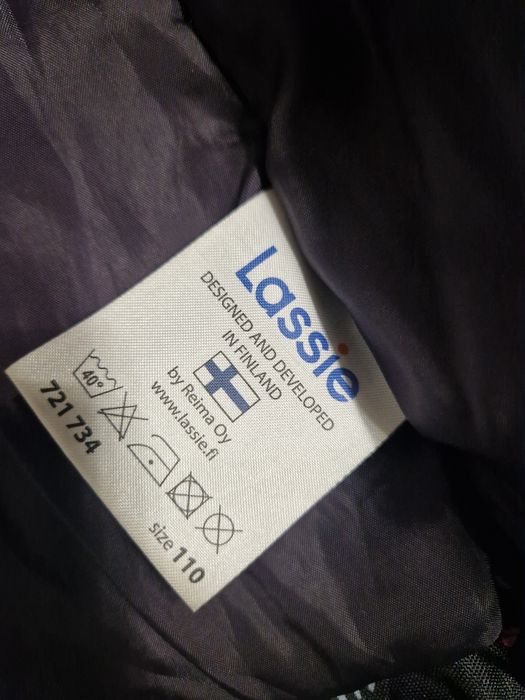 Lassie
DESIGNED AND DEVELOPED
IN FINLAND
by Reima Oy
www.lassie.fi
40°
721 734
size 110